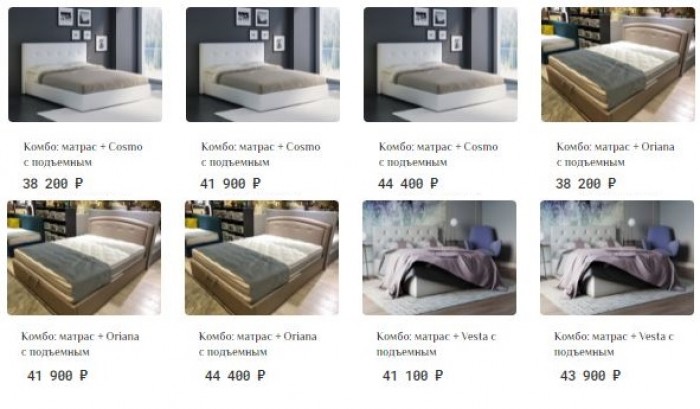 Комбо: матрас + Cosmo
с подъемным
38 200 ₽
Комбо: матрас + Cosmo
с подъемным
41 900 ₽
Комбо: матрас + Cosmo
с подъемным
44 400 ₽
Комбо: матрас + Oriana
с подъемным
38 200 ₽
Комбо: матрас + Oriana
с подъемным
41 900 ₽
Комбо: матрас + Oriana
с подъемным
44 400 ₽
Комбо: матрас + Vesta с
подъемным
41 100 ₽
Комбо: матрас + Vesta с
подъемным
43 900 ₽